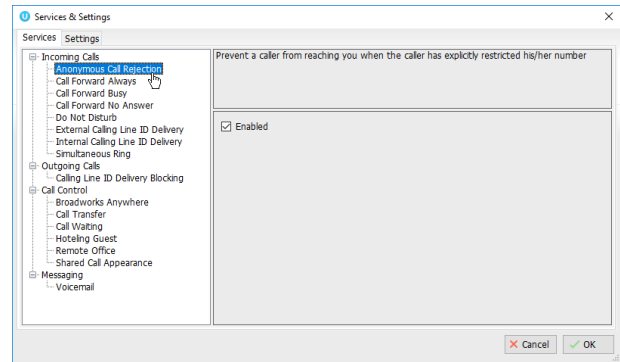 Services & Settings
Services Settings
Incoming Calls
Anonymous Call Rejection
Call Forward Always
Call Forward Busy
Call Forward No Answer
Do Not Disturb
External Calling Line ID Delivery
Internal Calling Line ID Delivery
Simultaneous Ring
Outgoing Calls
Calling Line ID Delivery Blocking
Call Control
Broadworks Anywhere
Call Transfer
Call Waiting
Hoteling Guest
Remote Office
Shared Call Appearance
Messaging
Voicemail
Prevent a caller from reaching you when the caller has explicitly restricted his/her number
Enabled
Cancel OK